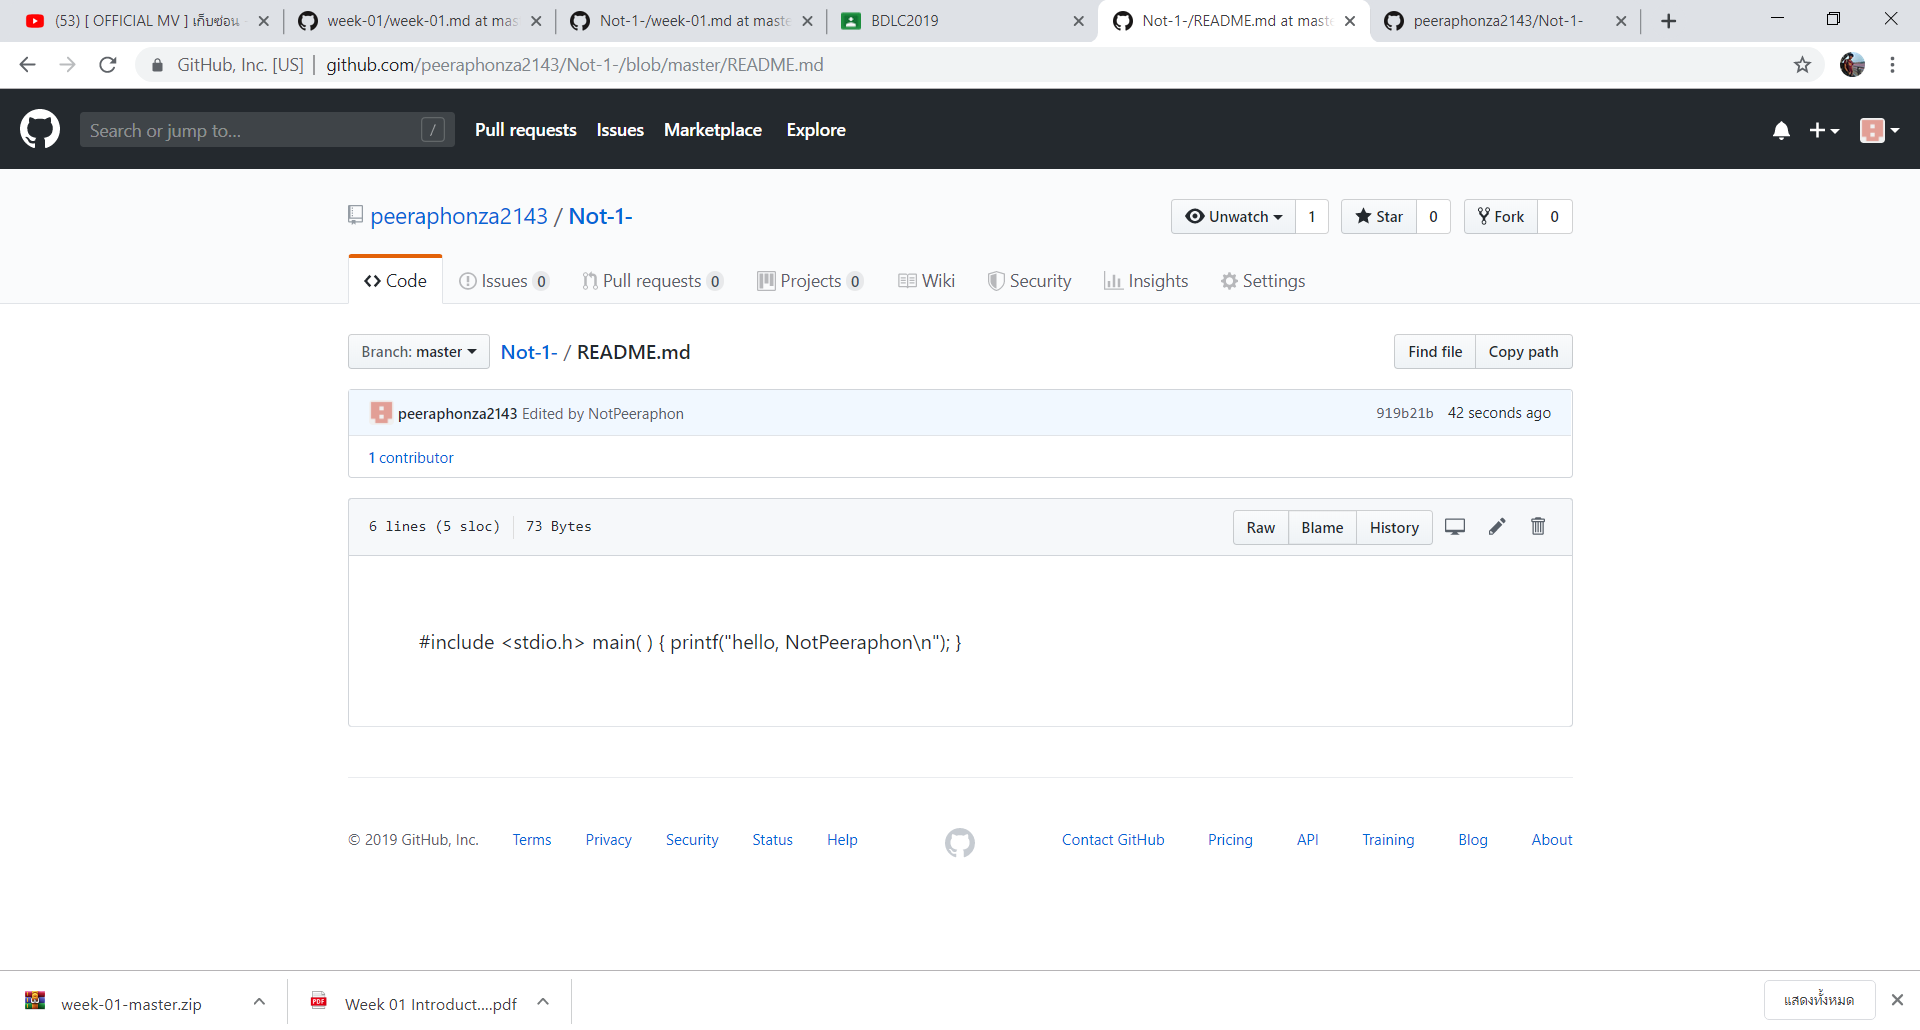 (53) [ OFFICIAL MV ] เก็บซ่อน -
week-01/week-01.md at mas
Not-1-/week-01.md at maste
BDLC2019
Not-1-/README.md at maste
peeraphonza2143/Not-1-
GitHub, Inc. [US] | github.com/peeraphonza2143/Not-1-/blob/master/README.md
Search or jump to... /
Pull requests Issues Marketplace Explore
peeraphonza2143 / Not-1-
Unwatch 1 Star 0 Fork 0
Code Issues 0 Pull requests 0 Projects 0 Wiki Security Insights Settings
Branch: master Not-1- / README.md Find file Copy path
peeraphonza2143 Edited by NotPeeraphon 919b21b 42 seconds ago
1 contributor
6 lines (5 sloc) 73 Bytes Raw Blame History
#include <stdio.h> main( ) { printf("hello, NotPeeraphon\n"); }
© 2019 GitHub, Inc. Terms Privacy Security Status Help Contact GitHub Pricing API Training Blog About
week-01-master.zip
PDF
Week 01 Introduct....pdf
แสดงทั้งหมด